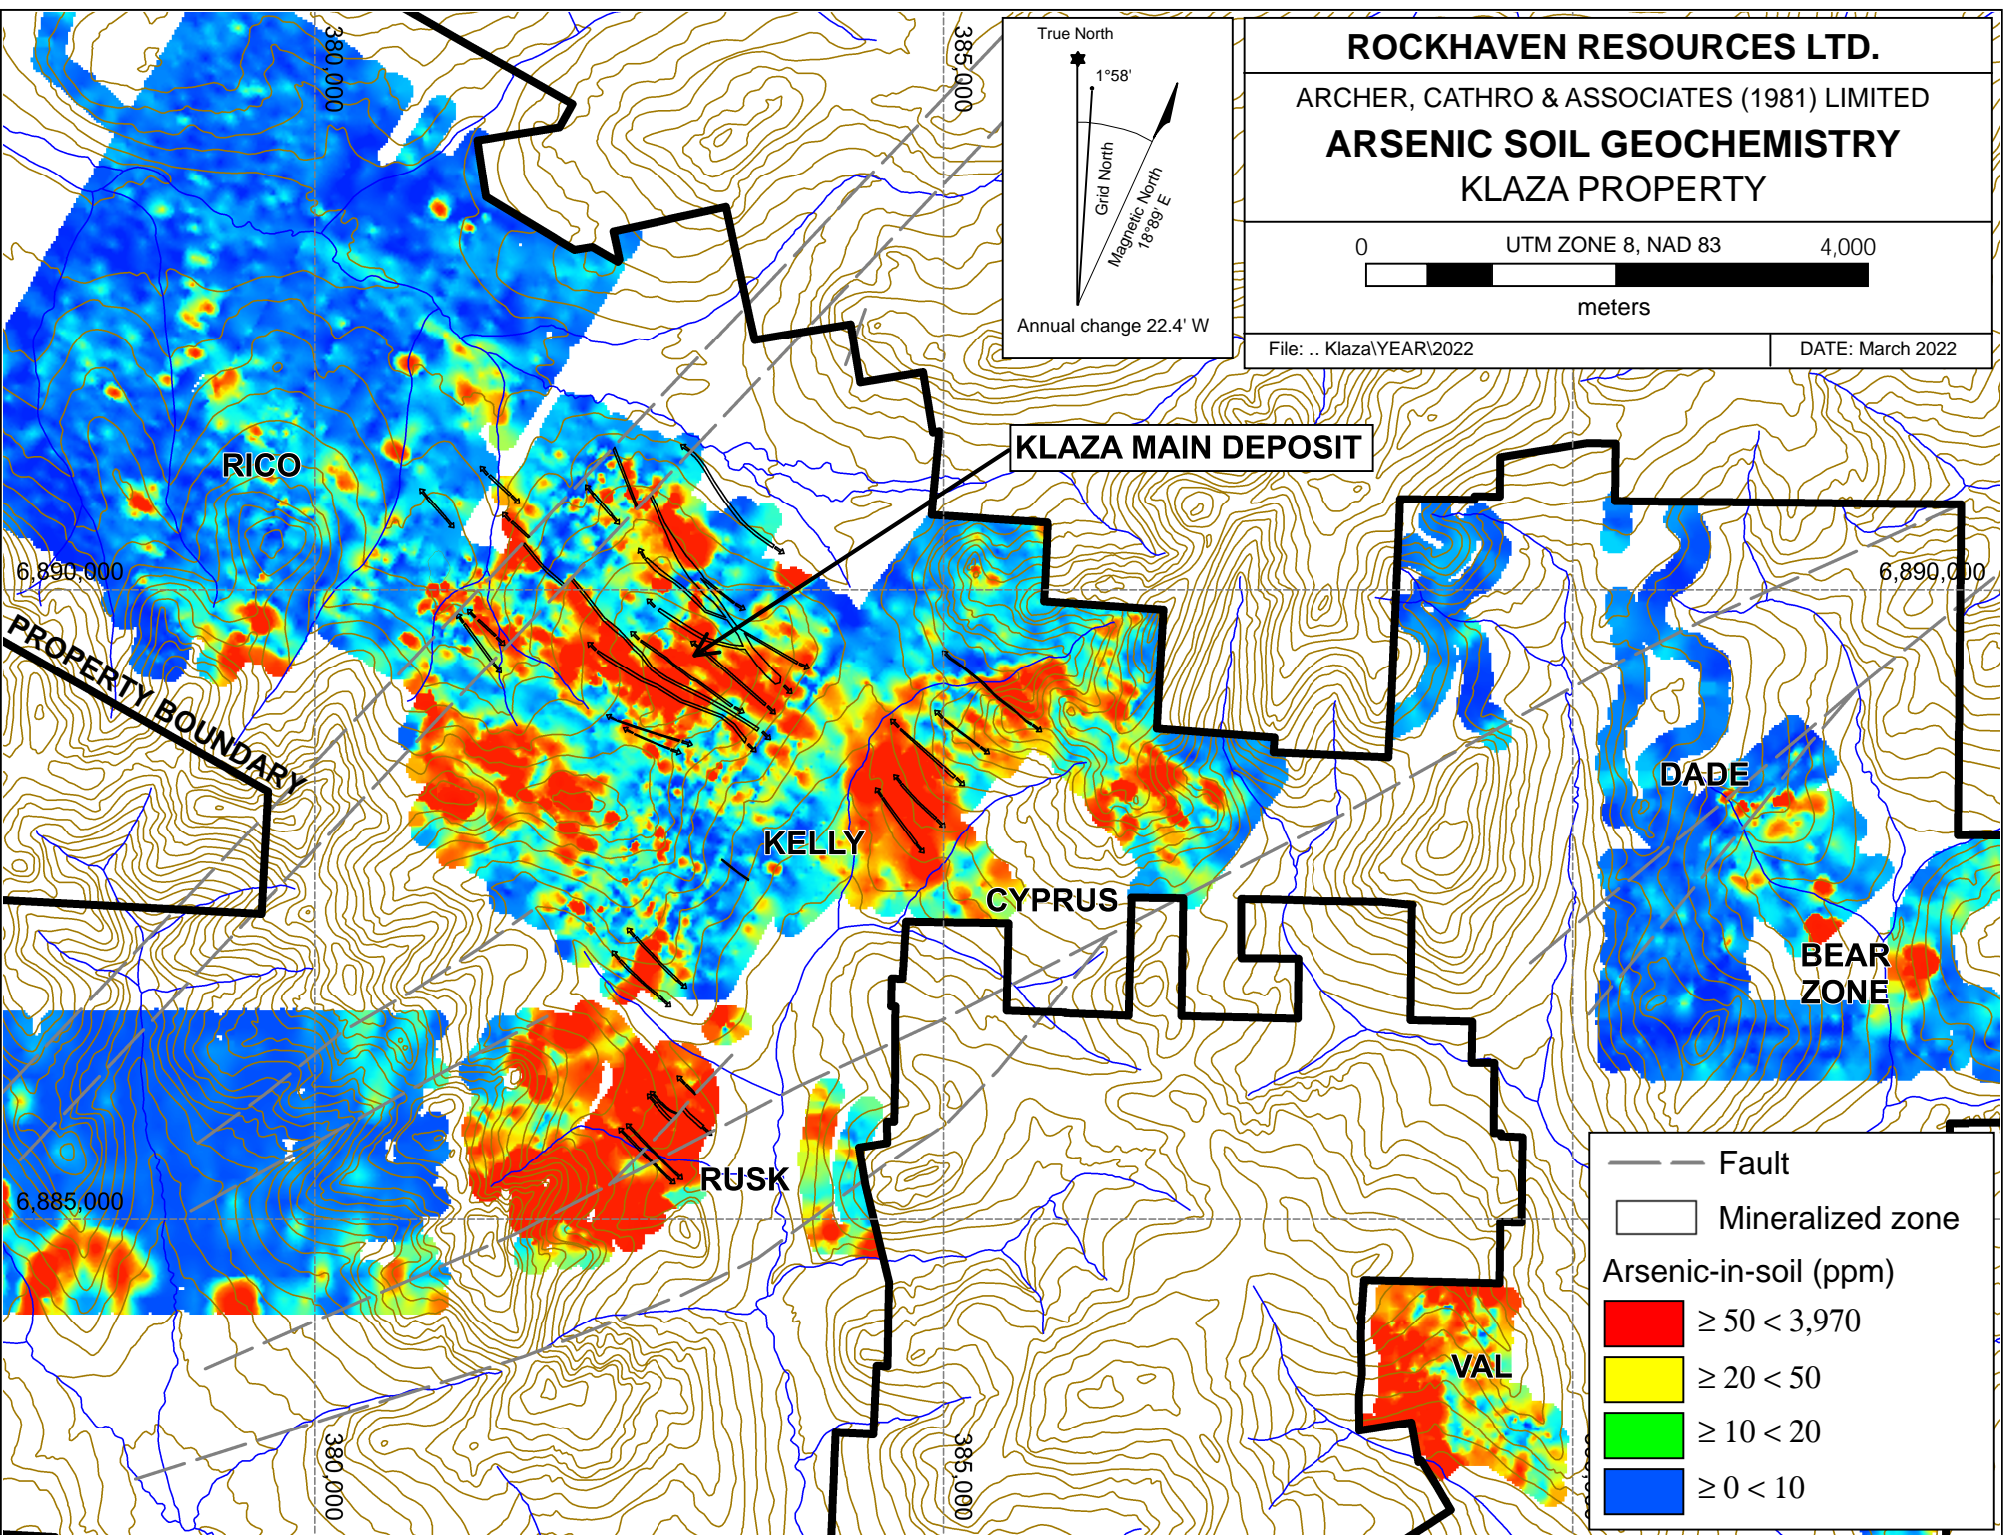 ROCKHAVEN RESOURCES LTD.
ARCHER, CATHRO & ASSOCIATES (1981) LIMITED
ARSENIC SOIL GEOCHEMISTRY
KLAZA PROPERTY
0 UTM ZONE 8, NAD 83 4,000
meters
File: .. Klaza\YEAR\2022
DATE: March 2022
True North
1°58'
Grid North
Magnetic North
18°89' E
Annual change 22.4' W
380,000
385,000
KLAZA MAIN DEPOSIT
RICO
6,890,000
6,890,000
PROPERTY BOUNDARY
DADE
KELLY
CYPRUS
BEAR
ZONE
RUSK
6,885,000
VAL
380,000
385,000
Fault
Mineralized zone
Arsenic-in-soil (ppm)
≥ 50 < 3,970
≥ 20 < 50
≥ 10 < 20
≥ 0 < 10